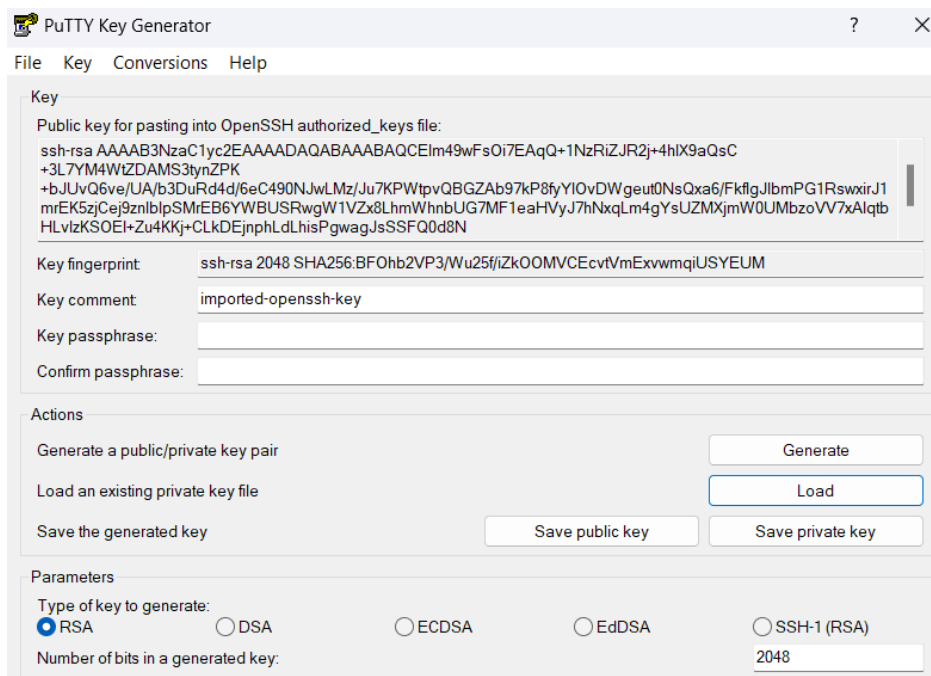 PuTTY Key Generator
?
File Key Conversions Help
Key
Public key for pasting into OpenSSH authorized_keys file:
ssh-rsa AAAAB3NzaC1yc2EAAAADAQABAAABAQCElm49wFsOi7EAqQ+1NzRiZJR2j+4hlX9aQsC
+3L7YM4WtZDAMS3tynZPK
+bJUvQ6ve/UA/b3DuRd4d/6eC490NJwLMz/Ju7KPWtpvQBGZAb97kP8fyYIOvDWgeut0NsQxa6/FkflgJlbmPG1RswxirJ1
mrEK5zjCej9znlblpSMrEB6YWBUSRwgW1VZx8LhmWhnbUG7MF1eaHVyJ7hNxqLm4gYsUZMXjmW0UMbzoVV7xAlqtb
HLvlzKSOEl+Zu4KKj+CLkDEjnphLdLhisPgwagJsSSFQ0d8N
Key fingerprint: ssh-rsa 2048 SHA256:BFOhb2VP3/Wu25f/iZkOOMVCEcvtVmExvwmqiUSYEUM
Key comment: imported-openssh-key
Key passphrase:
Confirm passphrase:
Actions
Generate a public/private key pair Generate
Load an existing private key file Load
Save the generated key Save public key Save private key
Parameters
Type of key to generate:
RSA DSA ECDSA EdDSA SSH-1 (RSA)
Number of bits in a generated key: 2048